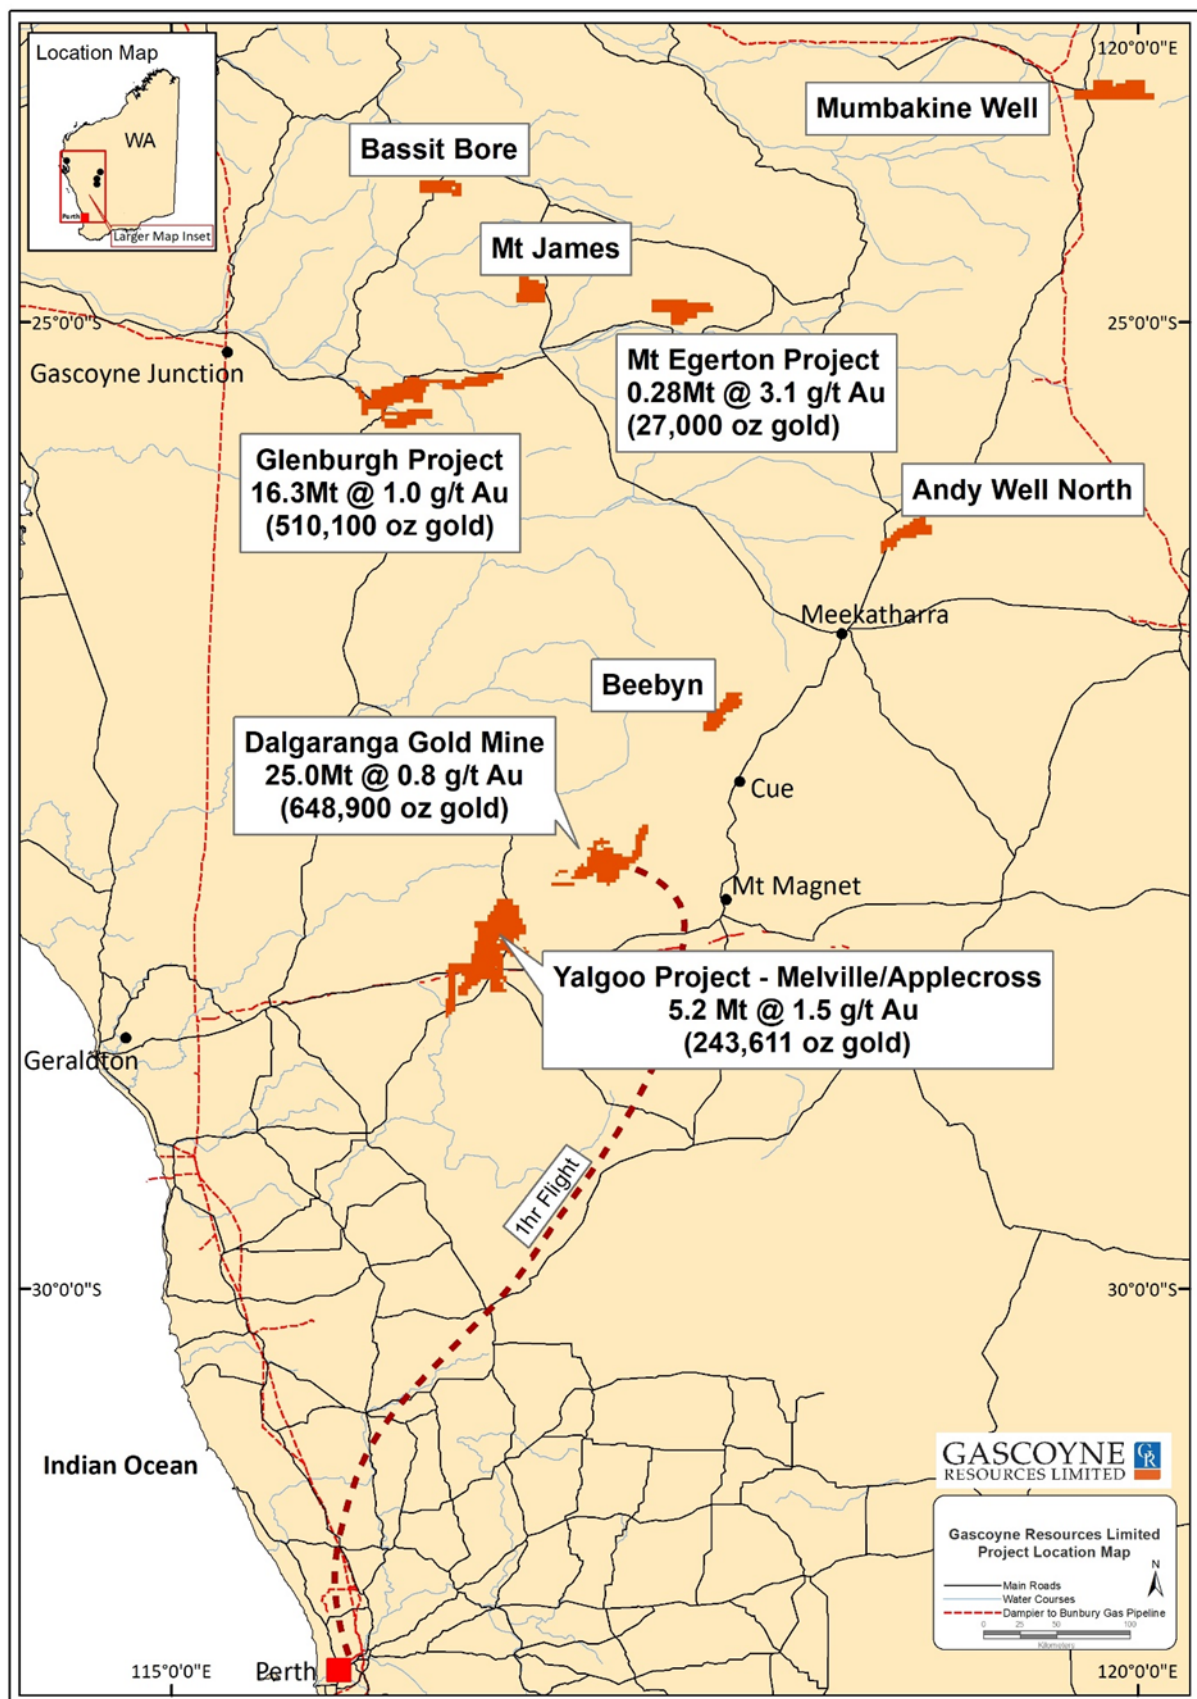 Location Map
WA
Perth
Larger Map Inset
120°0'0"E
Mumbakine Well
Bassit Bore
Mt James
25°0'0"S
25°0'0"S
Gascoyne Junction
Mt Egerton Project
0.28Mt @ 3.1 g/t Au
(27,000 oz gold)
Glenburgh Project
16.3Mt @ 1.0 g/t Au
(510,100 oz gold)
Andy Well North
Meekatharra
Beebyn
Dalgaranga Gold Mine
25.0Mt @ 0.8 g/t Au
(648,900 oz gold)
Cue
Mt Magnet
Yalgoo Project - Melville/Applecross
5.2 Mt @ 1.5 g/t Au
(243,611 oz gold)
Geraldton
1hr Flight
30°0'0"S
30°0'0"S
Indian Ocean
GASCOYNE
RESOURCES LIMITED
GR
Gascoyne Resources Limited
Project Location Map
N
Main Roads
Water Courses
Dampier to Bunbury Gas Pipeline
0 25 50 100
Kilometers
Perth
115°0'0"E
120°0'0"E